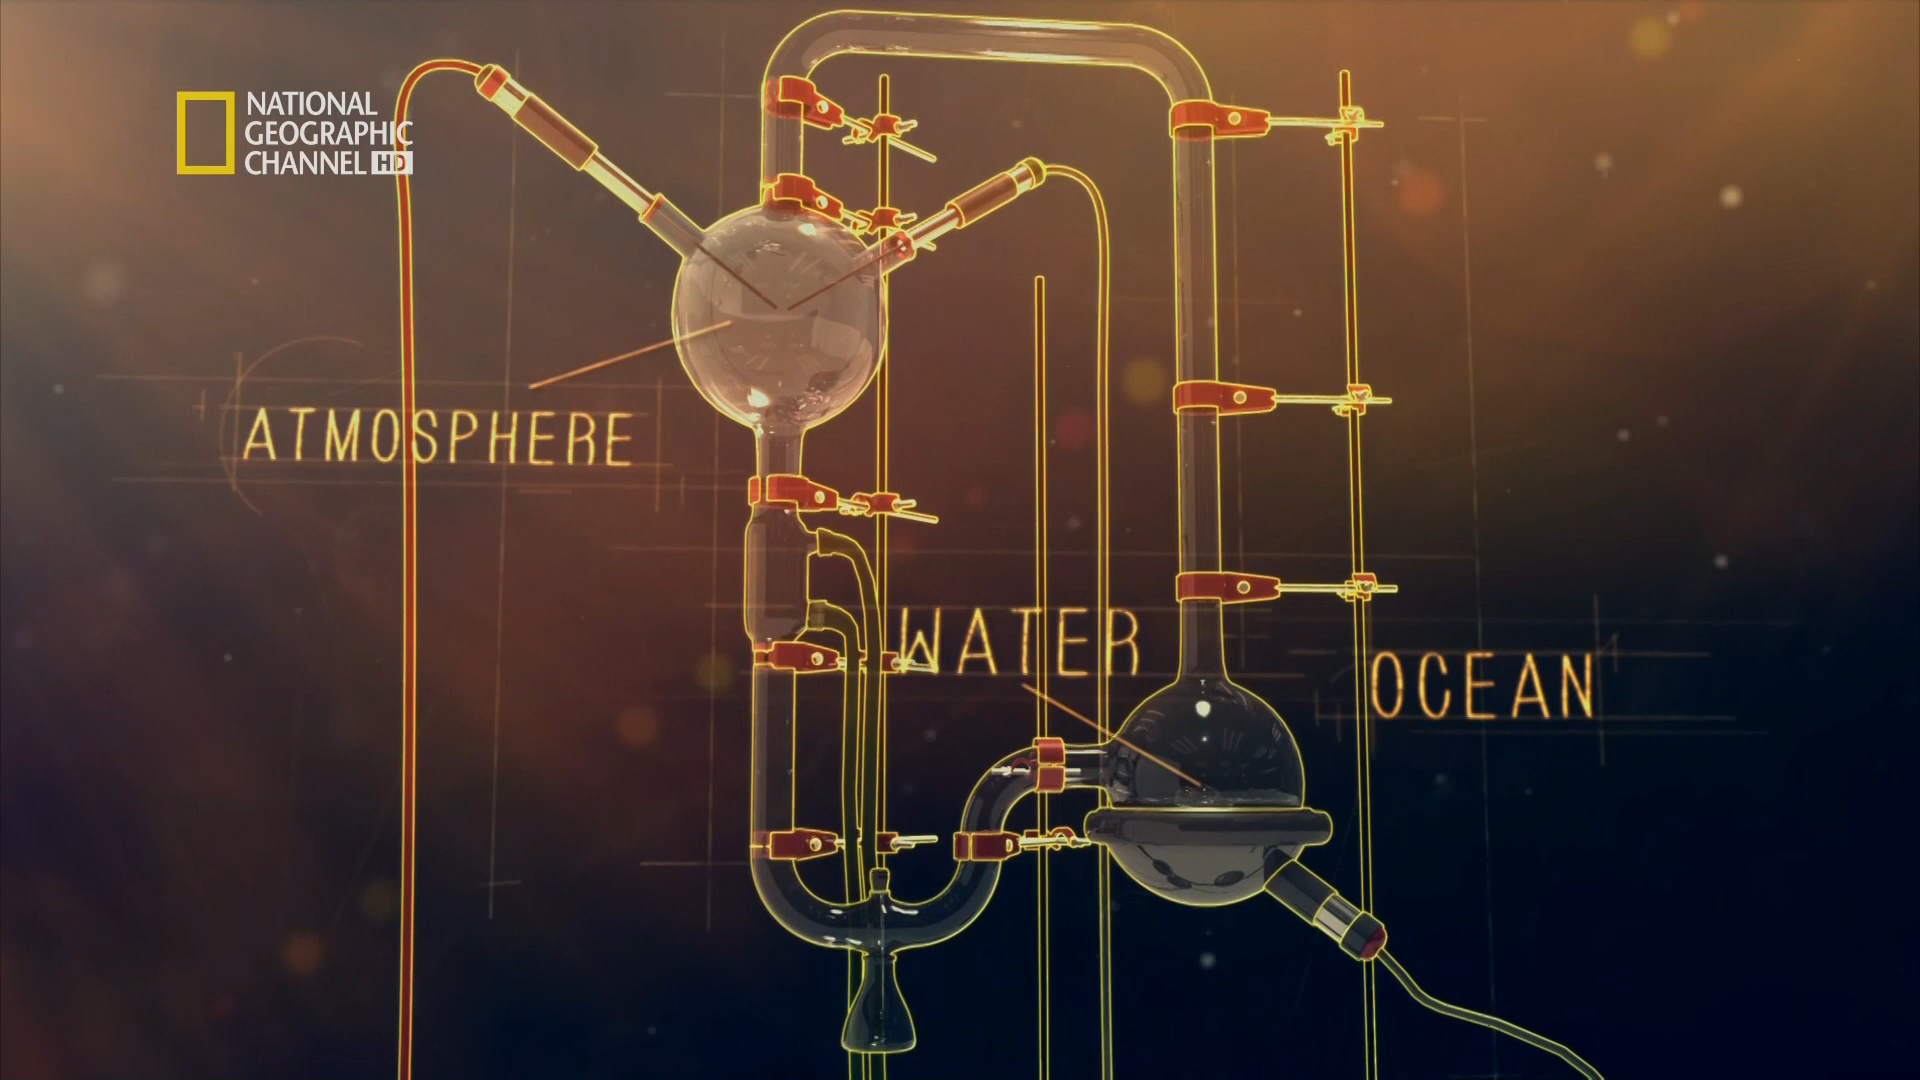 NATIONAL
GEOGRAPHIC
CHANNEL HD
ATMOSPHERE
WATER
OCEAN